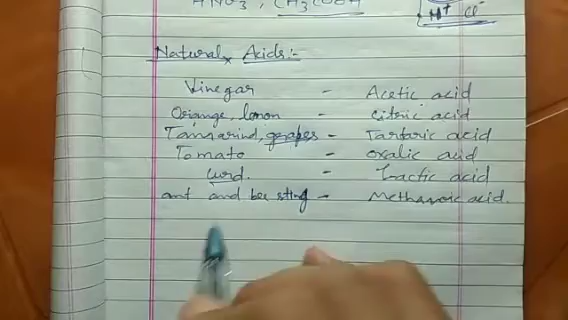 HNO3, CH3COOH
H+ Cl-
Natural Acids:-
Vinegar - Acetic acid
Orange, lemon - citric acid
Tamarind, grapes - Tartaric acid
Tomato - oxalic acid
curd. - Lactic acid
ant and bee sting - Methanoic acid.